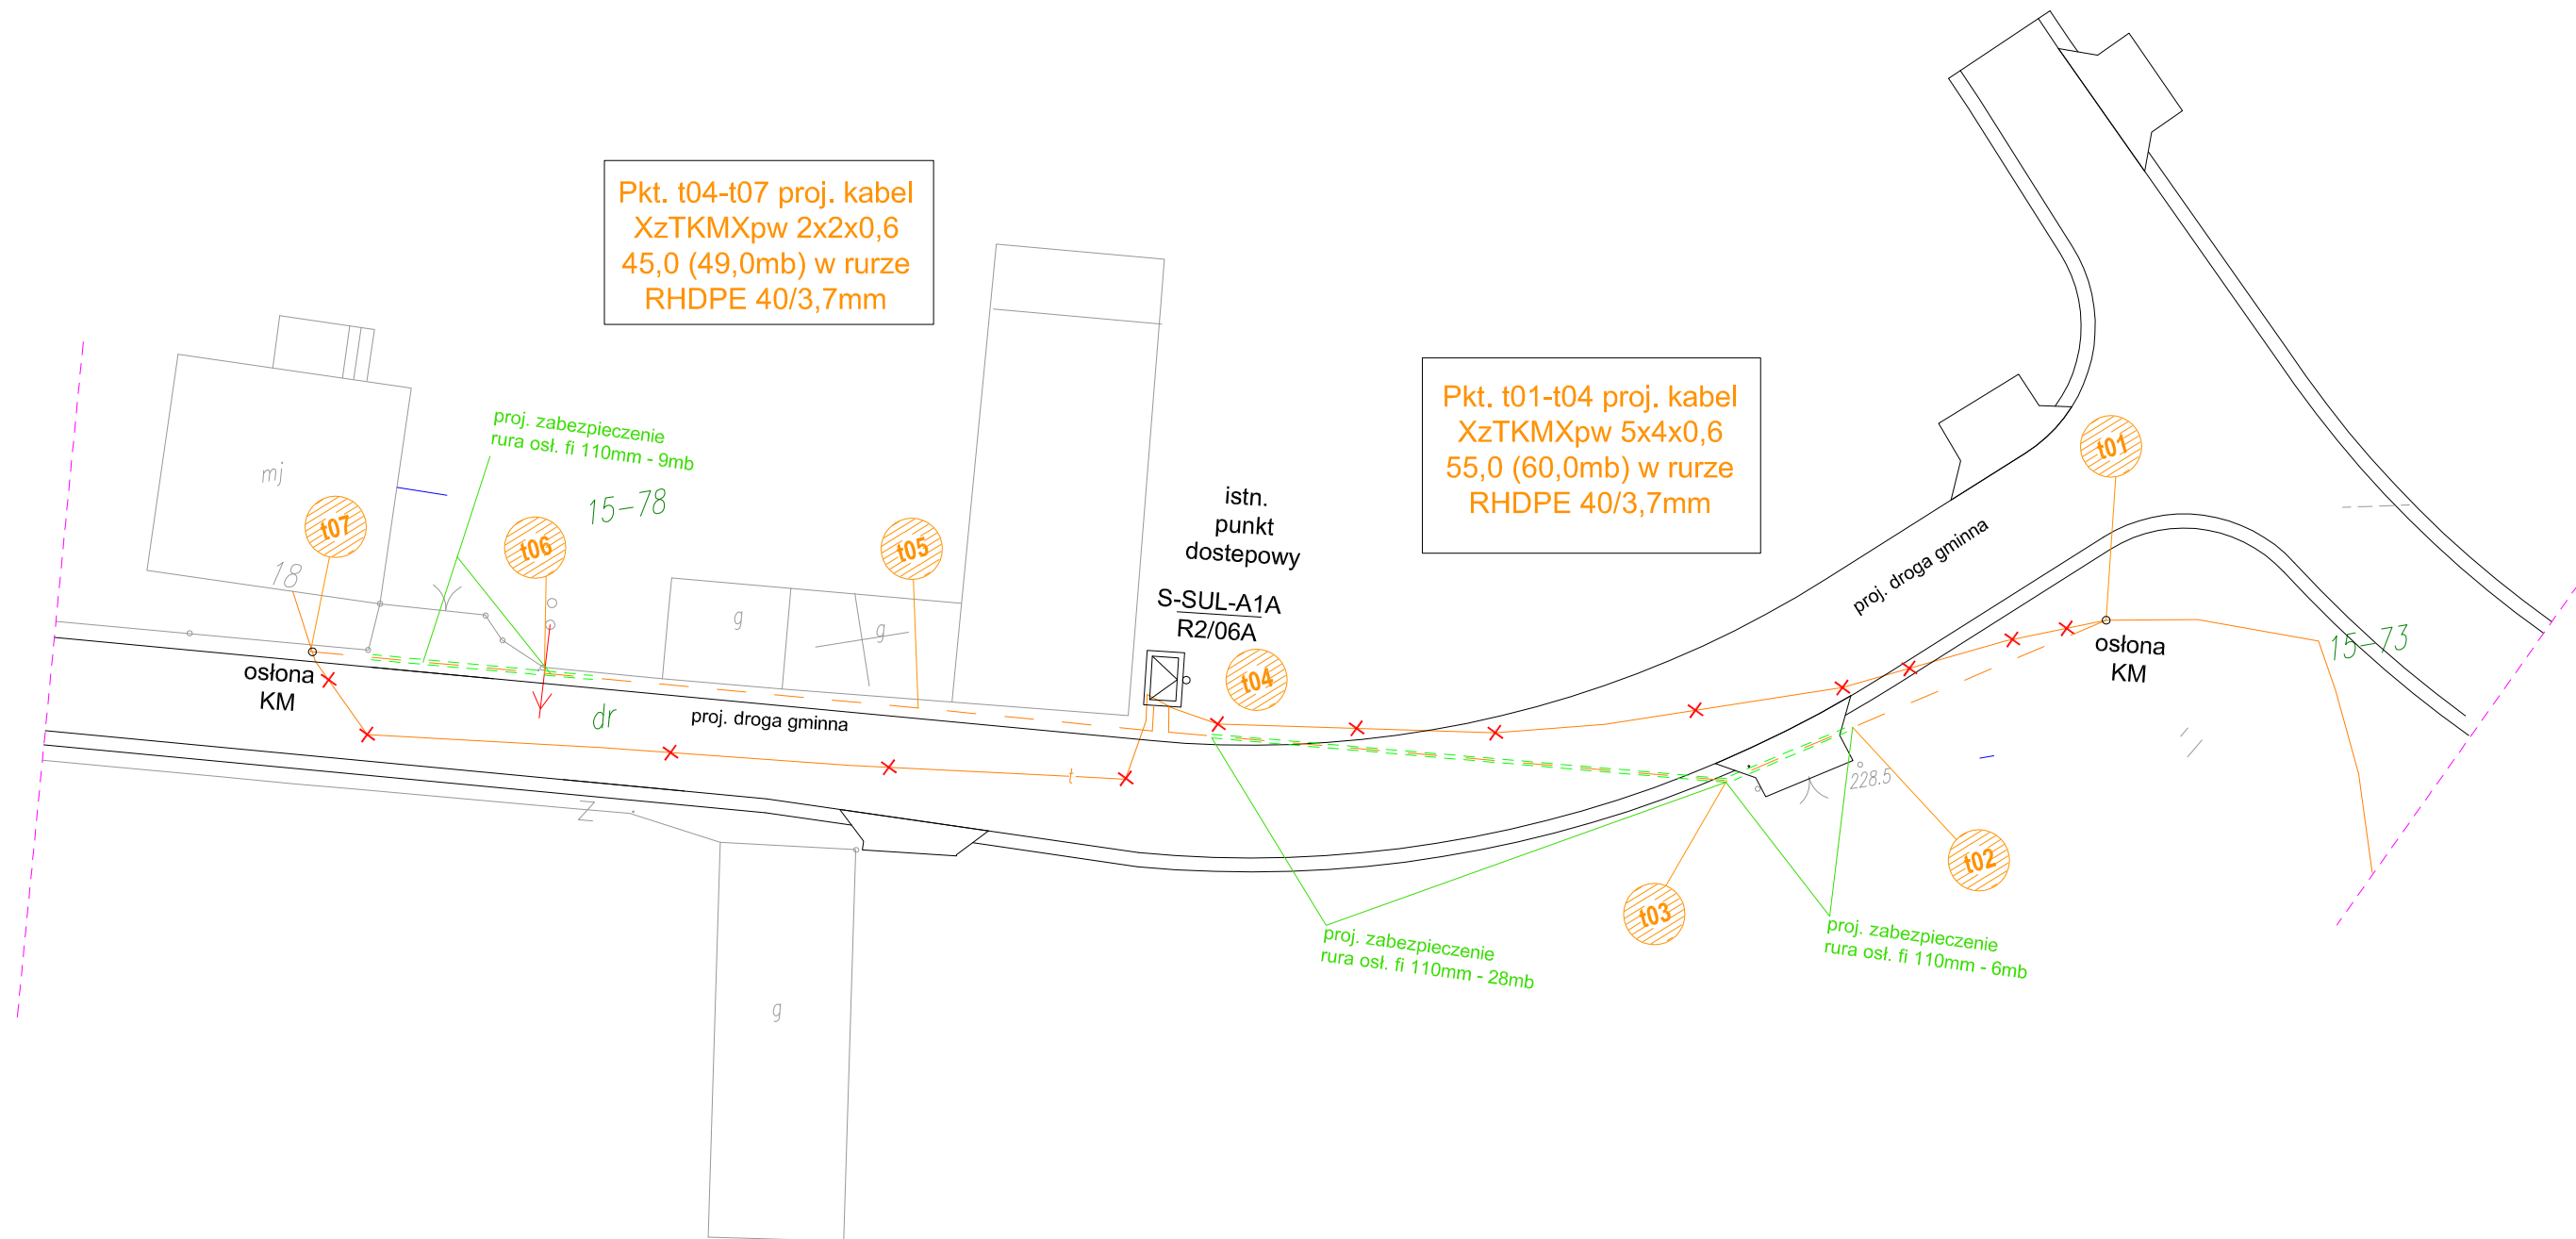 Pkt. t04-t07 proj. kabel
XzTKMXpw 2x2x0,6
45,0 (49,0mb) w rurze
RHDPE 40/3,7mm
Pkt. t01-t04 proj. kabel
XzTKMXpw 5x4x0,6
55,0 (60,0mb) w rurze
RHDPE 40/3,7mm
proj. zabezpieczenie
rura osł. fi 110mm - 9mb
mj
15-78
t07
t06
t05
18
istn.
punkt
dostepowy
S-SUL-A1A
R2/06A
t04
g
g
osłona
KM
dr
proj. droga gminna
t
proj. droga gminna
t01
osłona
KM
15-73
228.5
t02
t03
proj. zabezpieczenie
rura osł. fi 110mm - 28mb
proj. zabezpieczenie
rura osł. fi 110mm - 6mb
Z
g